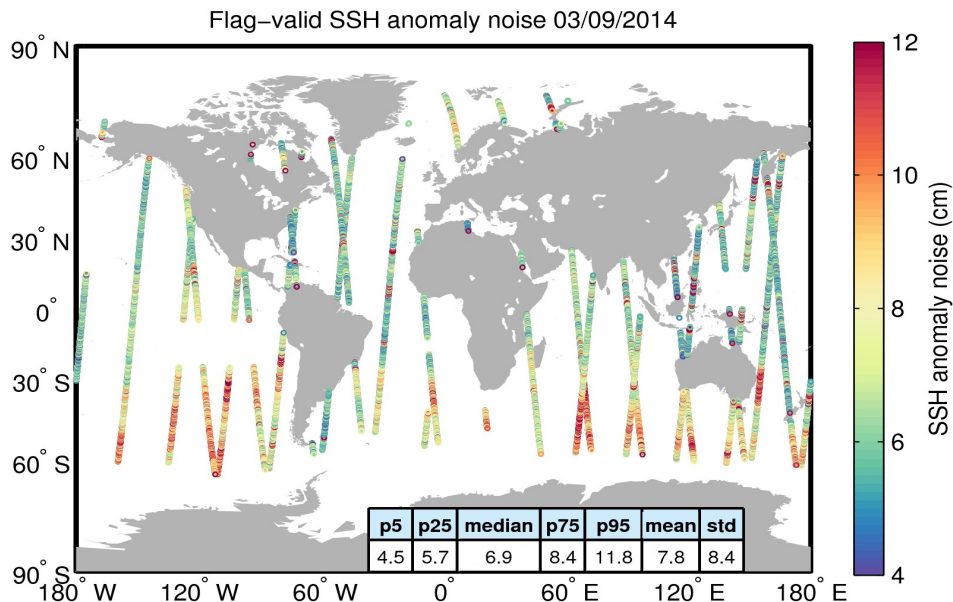 Flag−valid SSH anomaly noise 03/09/2014
90° N
60° N
30° N
0°
30° S
60° S
90° S
180° W
120° W
60° W
0°
60° E
120° E
180° E
p5 p25 median p75 p95 mean std
4.5 5.7 6.9 8.4 11.8 7.8 8.4
12
10
8
6
4
SSH anomaly noise (cm)